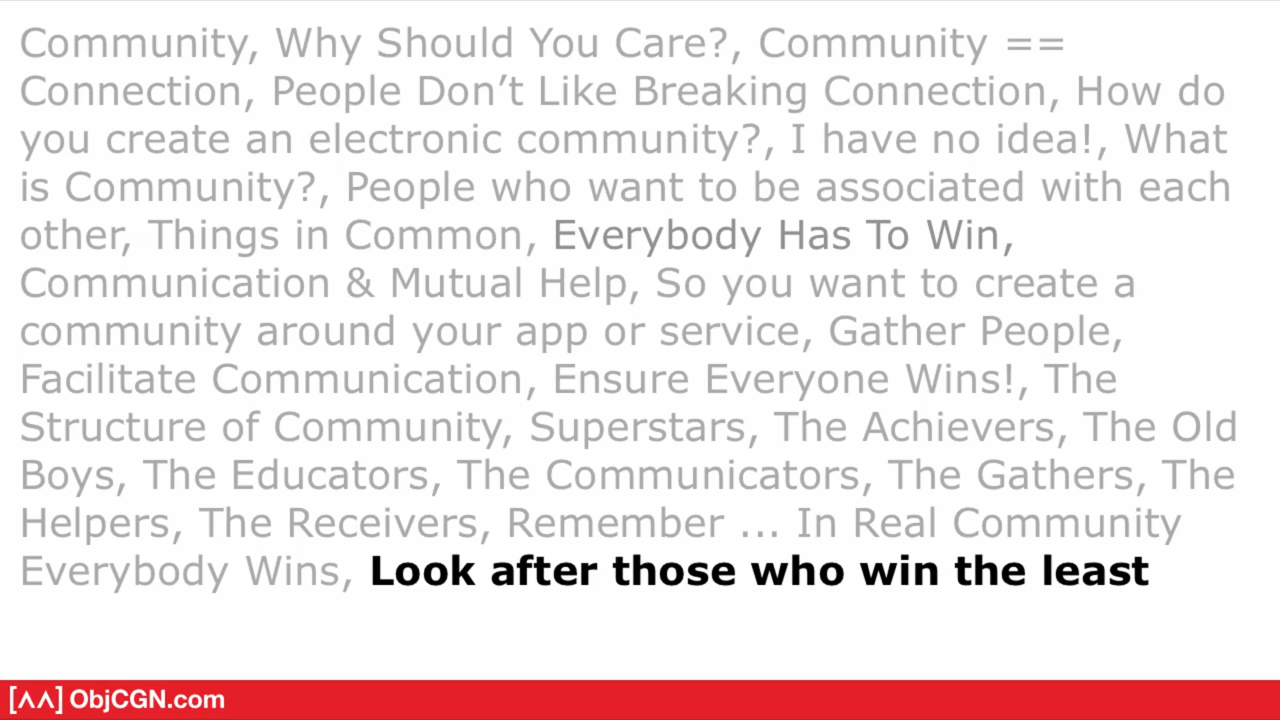 Community, Why Should You Care?, Community ==
Connection, People Don’t Like Breaking Connection, How do
you create an electronic community?, I have no idea!, What
is Community?, People who want to be associated with each
other, Things in Common, Everybody Has To Win,
Communication & Mutual Help, So you want to create a
community around your app or service, Gather People,
Facilitate Communication, Ensure Everyone Wins!, The
Structure of Community, Superstars, The Achievers, The Old
Boys, The Educators, The Communicators, The Gathers, The
Helpers, The Receivers, Remember ... In Real Community
Everybody Wins, Look after those who win the least
[ʌʌ] ObjCGN.com